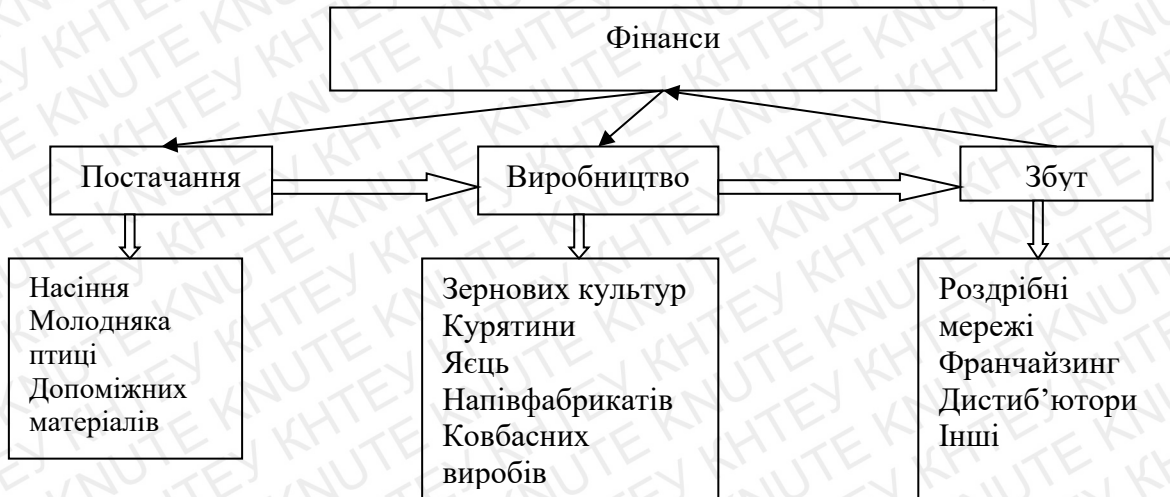 Фінанси
Постачання
Виробництво
Збут
Насіння
Молодняка
птиці
Допоміжних
матеріалів
Зернових культур
Курятини
Яєць
Напівфабрикатів
Ковбасних
виробів
Роздрібні
мережі
Франчайзинг
Дистиб’ютори
Інші